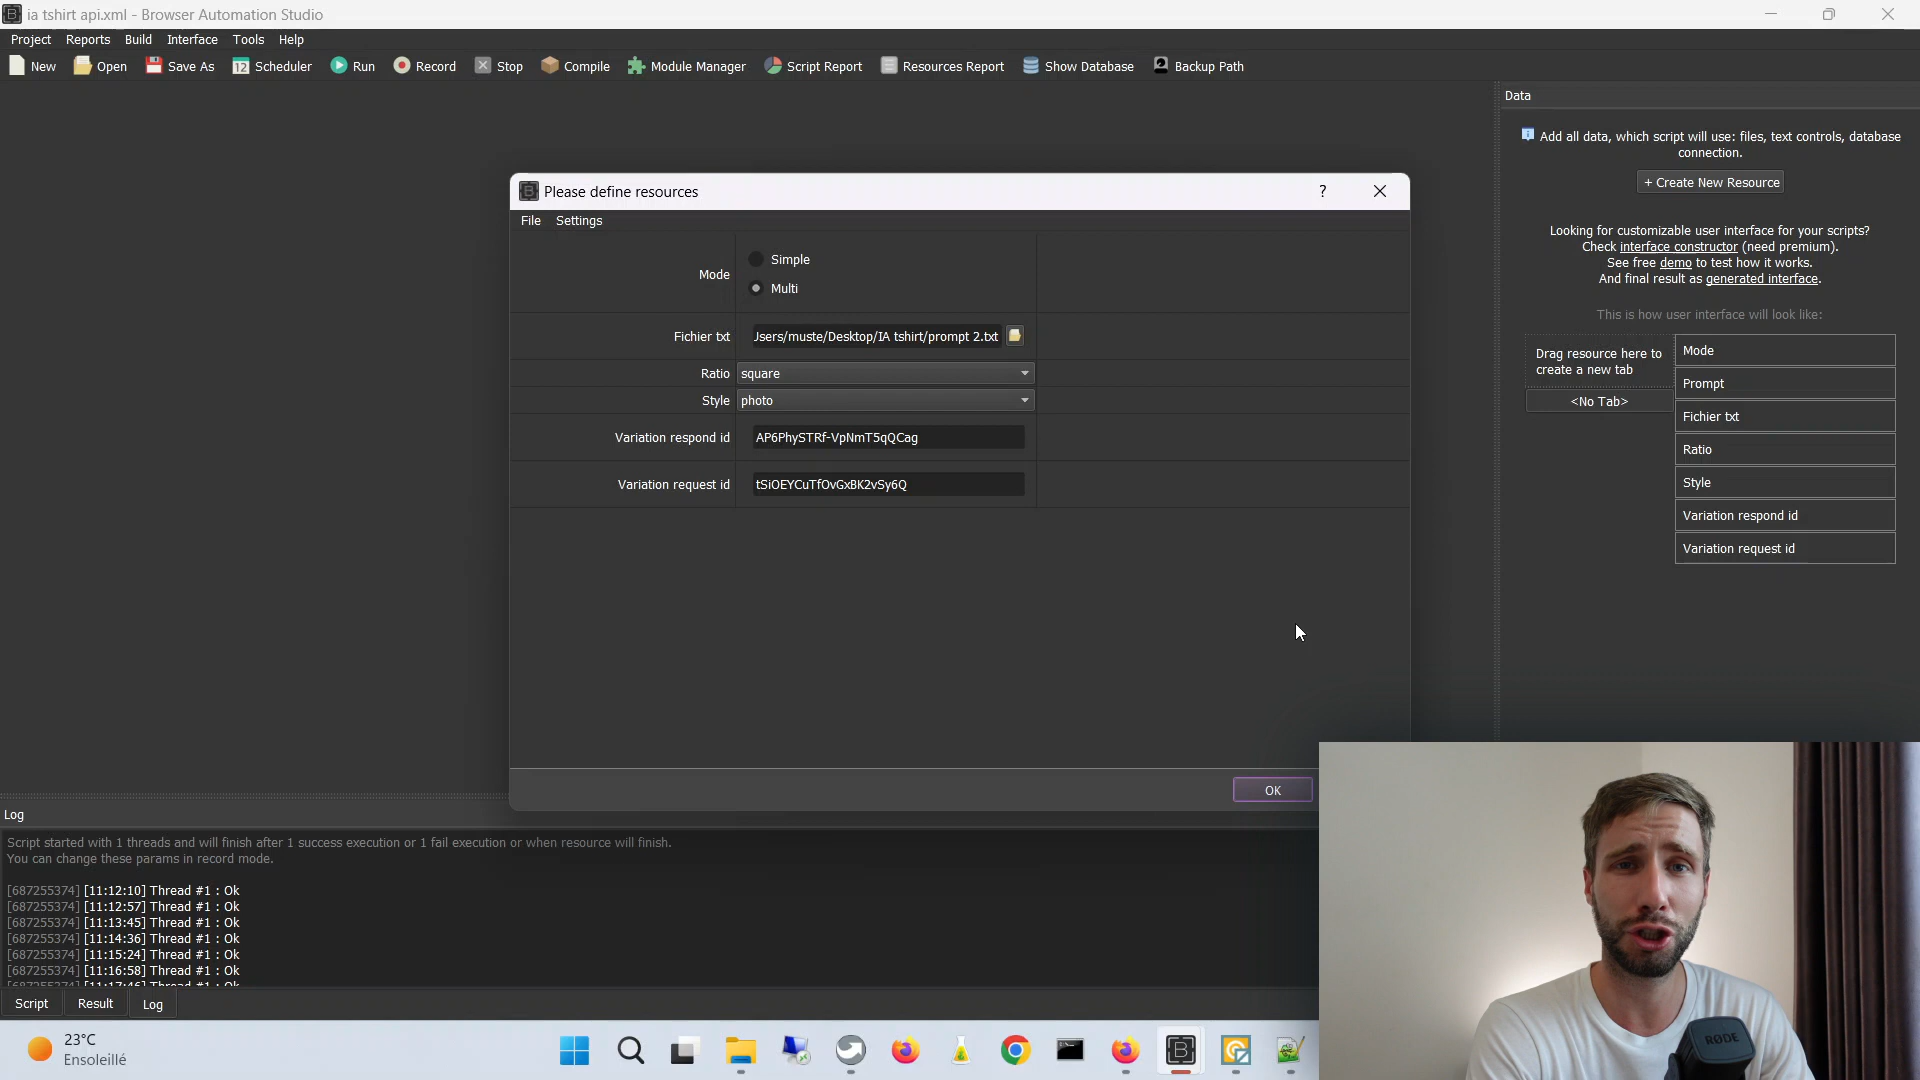 ia tshirt api.xml - Browser Automation Studio
Project Reports Build Interface Tools Help
New Open Save As 12 Scheduler Run Record Stop Compile Module Manager Script Report Resources Report Show Database Backup Path
Data
Add all data, which script will use: files, text controls, database
connection.
+ Create New Resource
Looking for customizable user interface for your scripts?
Check interface constructor (need premium).
See free demo to test how it works.
And final result as generated interface.
This is how user interface will look like:
Drag resource here to
create a new tab
<No Tab>
Mode
Prompt
Fichier txt
Ratio
Style
Variation respond id
Variation request id
Please define resources ?
File Settings
Mode
Simple
Multi
Fichier txt Jsers/muste/Desktop/IA tshirt/prompt 2.txt
Ratio square
Style photo
Variation respond id AP6PhySTRf-VpNmT5qQCag
Variation request id tSiOEYCuTfOvGxBK2vSy6Q
OK
Log
Script started with 1 threads and will finish after 1 success execution or 1 fail execution or when resource will finish.
You can change these params in record mode.
[687255374] [11:12:10] Thread #1 : Ok
[687255374] [11:12:57] Thread #1 : Ok
[687255374] [11:13:45] Thread #1 : Ok
[687255374] [11:14:36] Thread #1 : Ok
[687255374] [11:15:24] Thread #1 : Ok
[687255374] [11:16:58] Thread #1 : Ok
[687255374] [11:17:46] Thread #1 : Ok
Script Result Log
23°C
Ensoleillé
RØDE